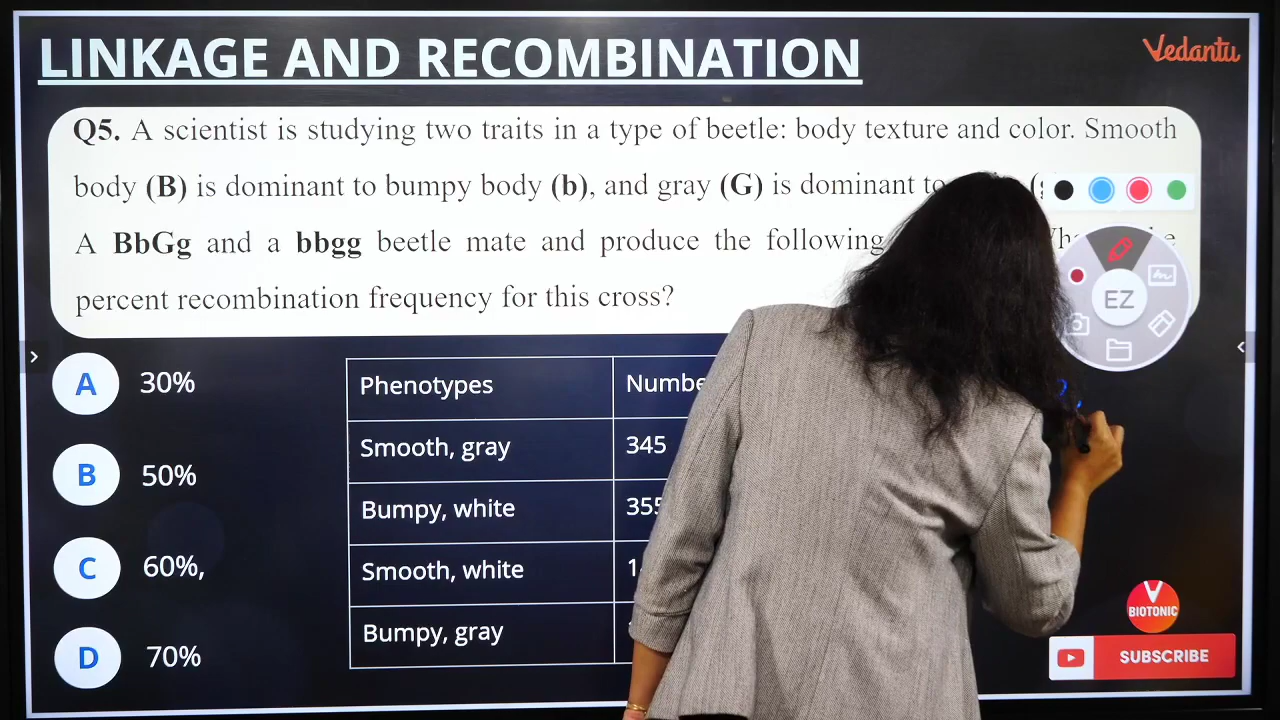 LINKAGE AND RECOMBINATION
Vedantu
Q5. A scientist is studying two traits in a type of beetle: body texture and color. Smooth
body (B) is dominant to bumpy body (b), and gray (G) is dominant to
A BbGg and a bbgg beetle mate and produce the following
percent recombination frequency for this cross?
EZ
A 30%
B 50%
C 60%,
D 70%
Phenotypes
Smooth, gray 345
Bumpy, white 355
Smooth, white
Bumpy, gray
V
BIOTONIC
SUBSCRIBE